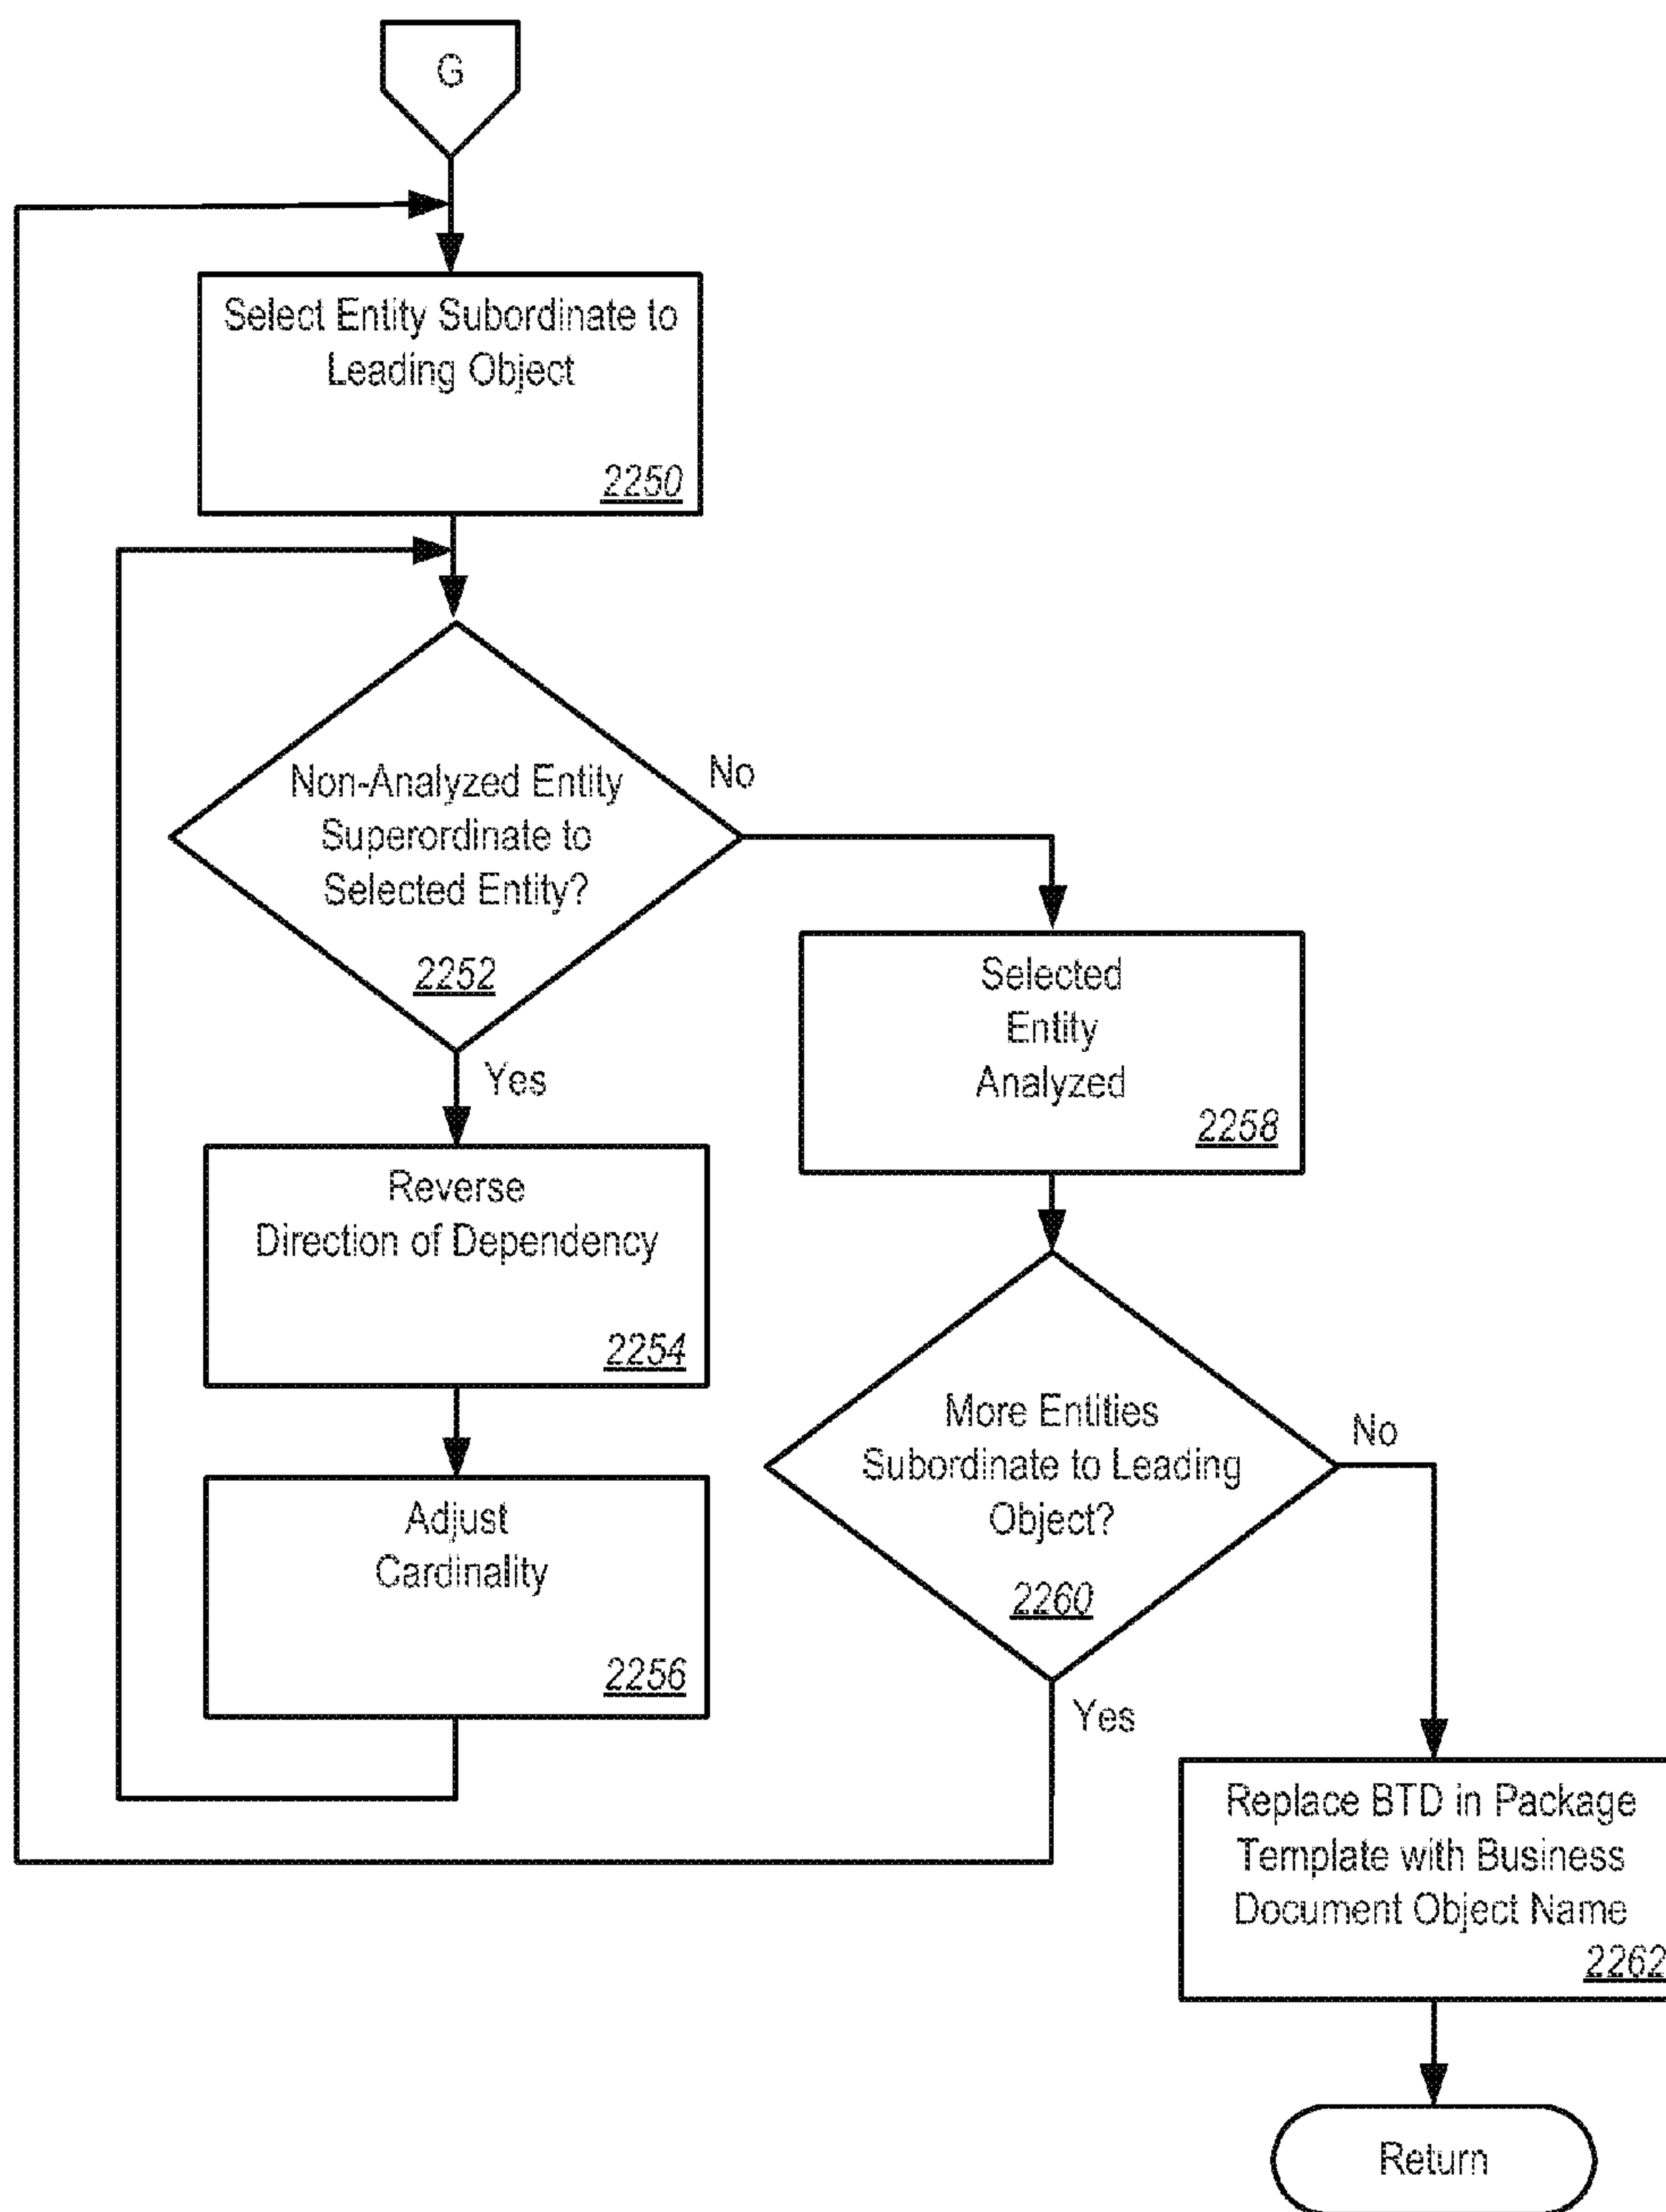 G
Select Entity Subordinate to
Leading Object
2250
Non-Analyzed Entity
Superordinate to
Selected Entity?
2252
No
Yes
Reverse
Direction of Dependency
2254
Adjust
Cardinality
2256
Selected
Entity
Analyzed
2258
More Entities
Subordinate to Leading
Object?
2260
No
Yes
Replace BTD in Package
Template with Business
Document Object Name
2262
Return